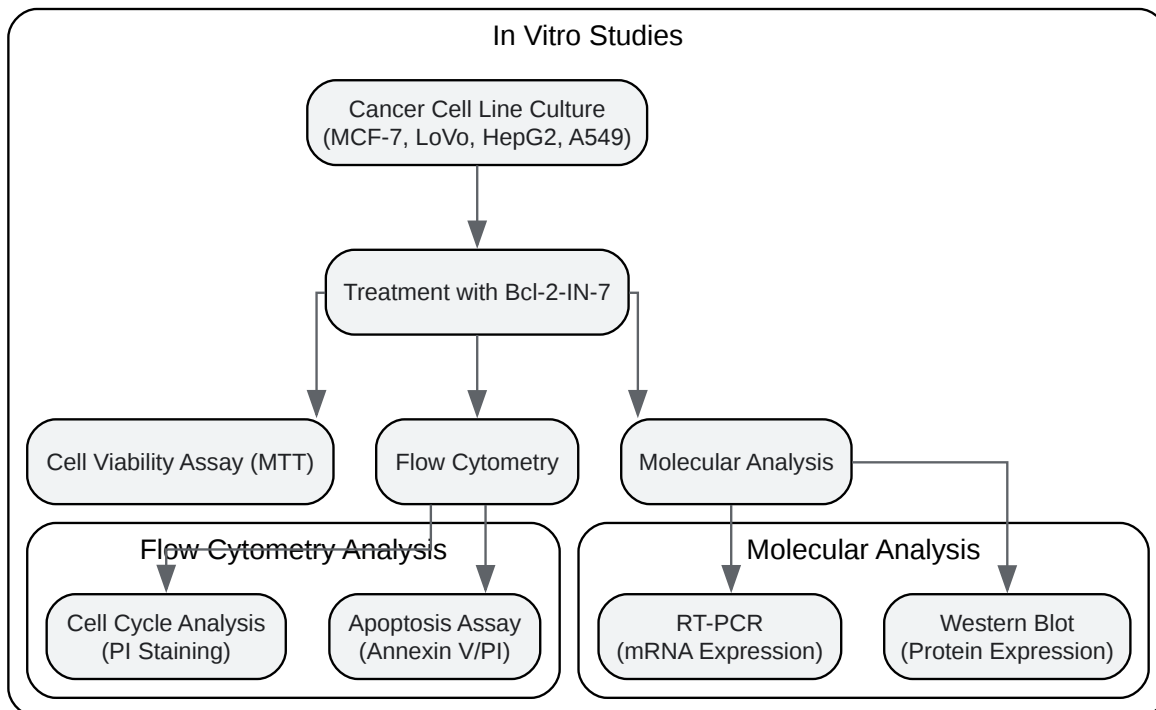 In Vitro Studies
Cancer Cell Line Culture
(MCF-7, LoVo, HepG2, A549)
Treatment with Bcl-2-IN-7
Cell Viability Assay (MTT)
Flow Cytometry
Molecular Analysis
Flow Cytometry Analysis
Cell Cycle Analysis
(PI Staining)
Apoptosis Assay
(Annexin V/PI)
Molecular Analysis
RT-PCR
(mRNA Expression)
Western Blot
(Protein Expression)